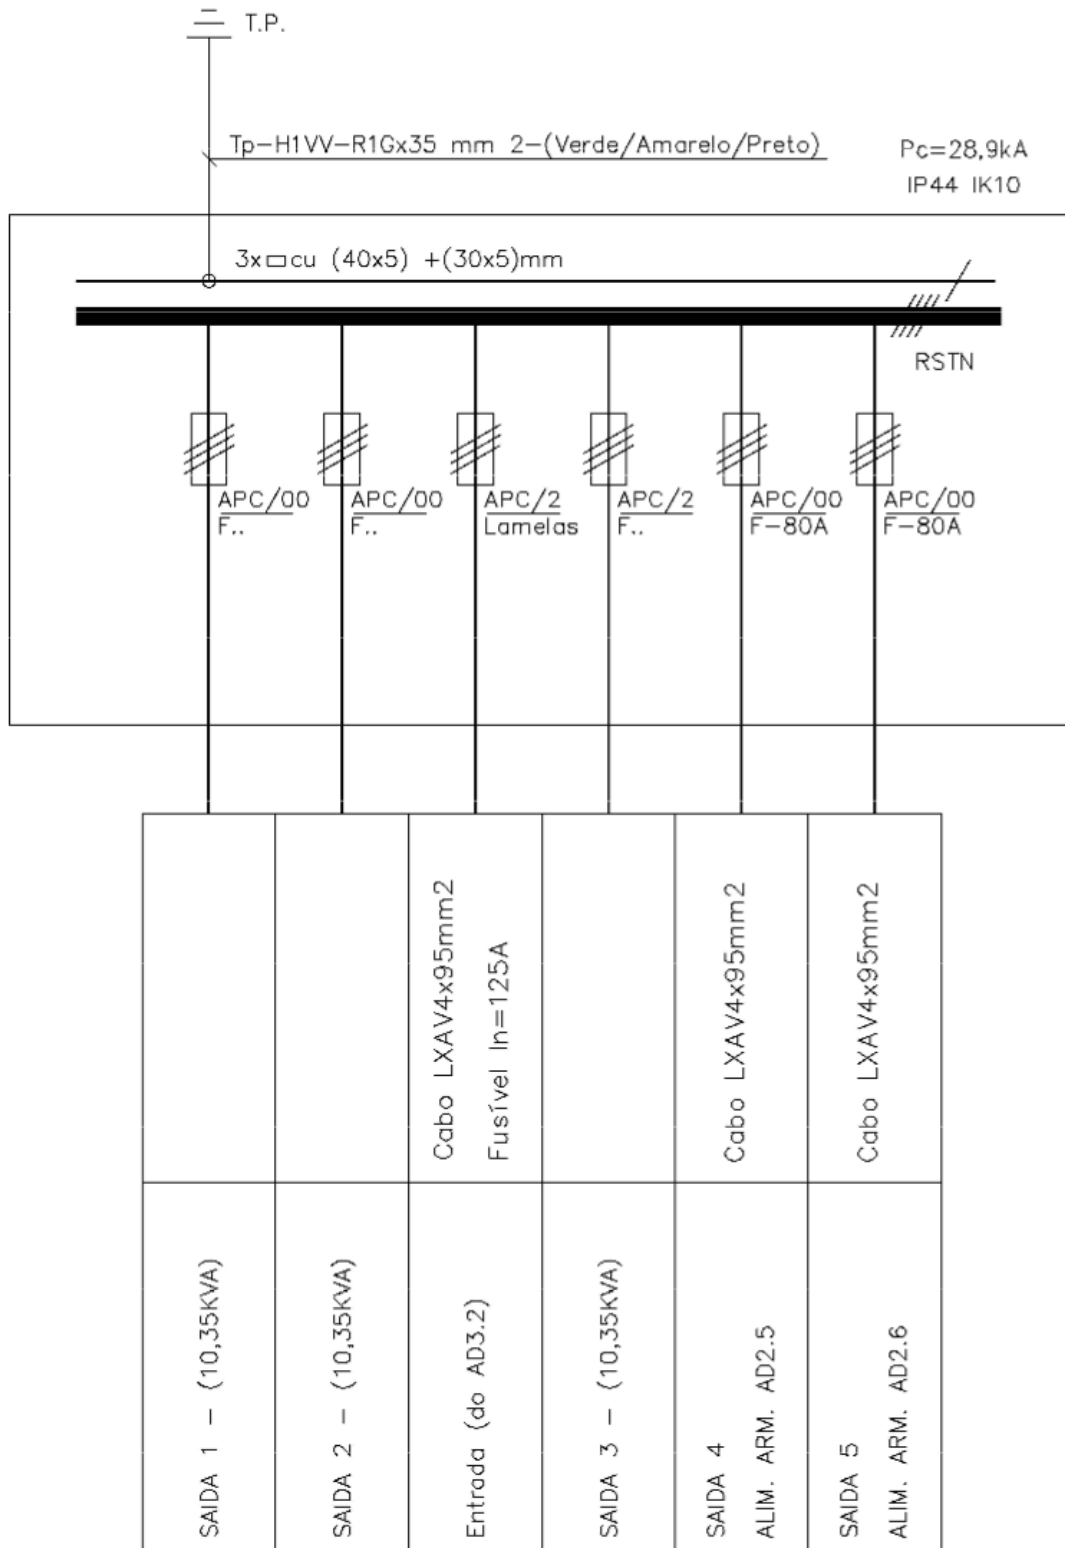 T.P.
Tp-H1VV-R1Gx35 mm 2-(Verde/Amarelo/Preto)
Pc=28,9kA
IP44 IK10
3x▭cu (40x5) +(30x5)mm
RSTN
APC/00
F..
APC/00
F..
APC/2
Lamelas
APC/2
F..
APC/00
F-80A
APC/00
F-80A
Cabo LXAV4x95mm2
Fusível In=125A
Cabo LXAV4x95mm2
Cabo LXAV4x95mm2
SAIDA 1 - (10,35KVA)
SAIDA 2 - (10,35KVA)
Entrada (do AD3.2)
SAIDA 3 - (10,35KVA)
SAIDA 4
ALIM. ARM. AD2.5
SAIDA 5
ALIM. ARM. AD2.6